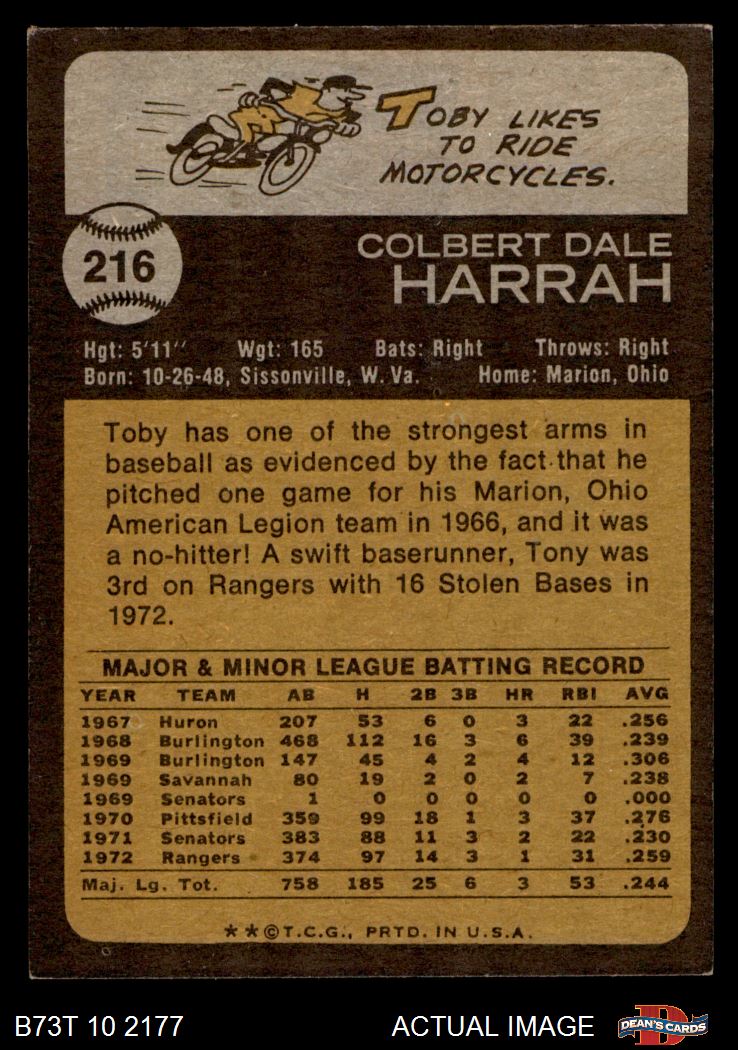 TOBY LIKES
TO RIDE
MOTORCYCLES.
216
COLBERT DALE
HARRAH
Hgt: 5'11" Wgt: 165 Bats: Right Throws: Right
Born: 10-26-48, Sissonville, W. Va. Home: Marion, Ohio
Toby has one of the strongest arms in
baseball as evidenced by the fact that he
pitched one game for his Marion, Ohio
American Legion team in 1966, and it was
a no-hitter! A swift baserunner, Tony was
3rd on Rangers with 16 Stolen Bases in
1972.
MAJOR & MINOR LEAGUE BATTING RECORD
YEAR TEAM AB H 2B 3B HR RBI AVG
1967 Huron 207 53 6 0 3 22 .256
1968 Burlington 468 112 16 3 6 39 .239
1969 Burlington 147 45 4 2 4 12 .306
1969 Savannah 80 19 2 0 2 7 .238
1969 Senators 1 0 0 0 0 0 .000
1970 Pittsfield 359 99 18 1 3 37 .276
1971 Senators 383 88 11 3 2 22 .230
1972 Rangers 374 97 14 3 1 31 .259
Maj. Lg. Tot. 758 185 25 6 3 53 .244
★★©T.C.G., PRTD. IN U.S.A.
B73T 10 2177 ACTUAL IMAGE
D
DEAN'S CARDS